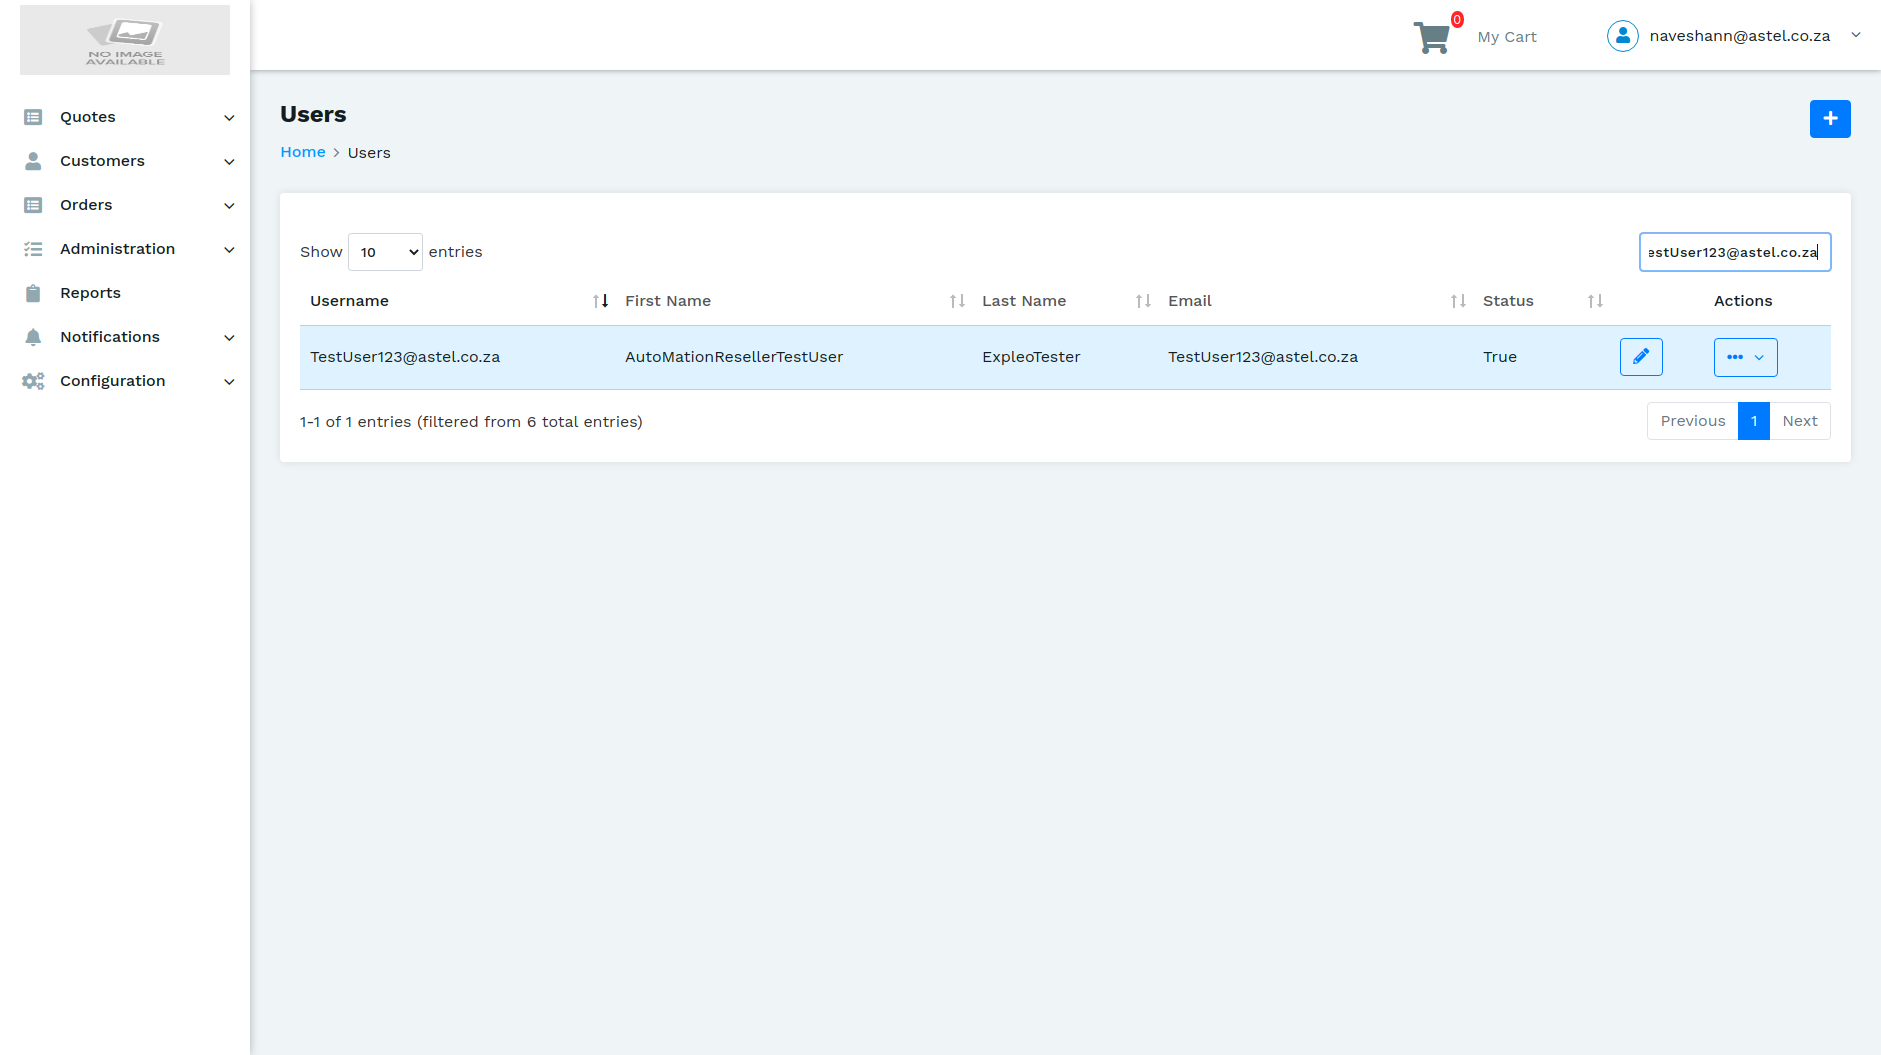 NO IMAGE
AVAILABLE
0
My Cart
naveshann@astel.co.za
Quotes
Customers
Orders
Administration
Reports
Notifications
Configuration
Users
+
Home > Users
Show 10 entries
estUser123@astel.co.za
Username First Name Last Name Email Status Actions
TestUser123@astel.co.za AutoMationResellerTestUser ExpleoTester TestUser123@astel.co.za True
1-1 of 1 entries (filtered from 6 total entries)
Previous 1 Next